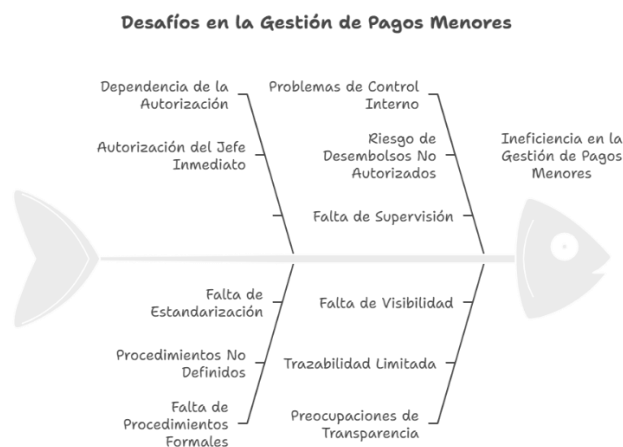 Desafíos en la Gestión de Pagos Menores
Dependencia de la
Autorización
Autorización del Jefe
Inmediato
Problemas de Control
Interno
Riesgo de
Desembolsos No
Autorizados
Falta de Supervisión
Ineficiencia en la
Gestión de Pagos
Menores
Falta de
Estandarización
Procedimientos No
Definidos
Falta de
Procedimientos
Formales
Falta de Visibilidad
Trazabilidad Limitada
Preocupaciones de
Transparencia